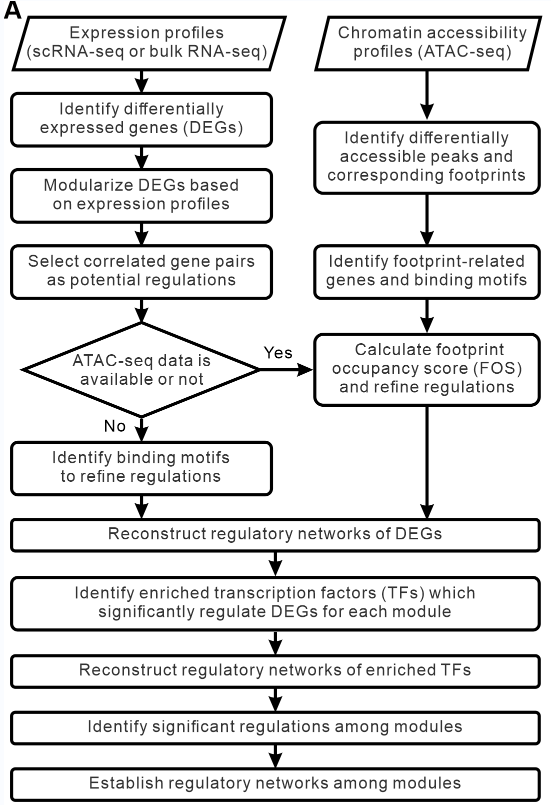 A
Expression profiles
(scRNA-seq or bulk RNA-seq)
Chromatin accessibility
profiles (ATAC-seq)
Identify differentially
expressed genes (DEGs)
Identify differentially
accessible peaks and
corresponding footprints
Modularize DEGs based
on expression profiles
Select correlated gene pairs
as potential regulations
Identify footprint-related
genes and binding motifs
ATAC-seq data is
available or not
Yes
Calculate footprint
occupancy score (FOS)
and refine regulations
No
Identify binding motifs
to refine regulations
Reconstruct regulatory networks of DEGs
Identify enriched transcription factors (TFs) which
significantly regulate DEGs for each module
Reconstruct regulatory networks of enriched TFs
Identify significant regulations among modules
Establish regulatory networks among modules